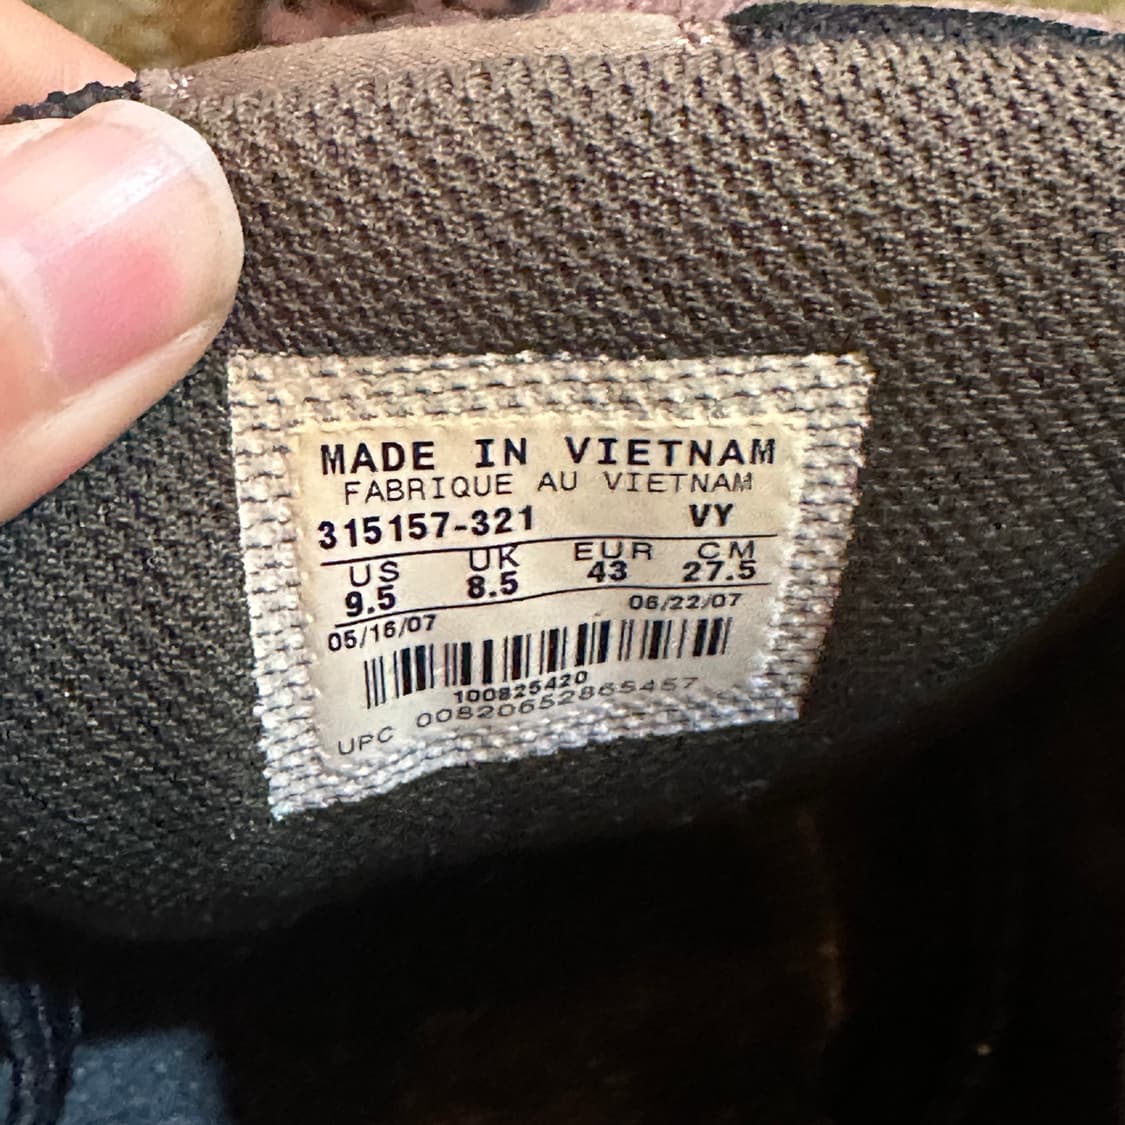 MADE IN VIETNAM
FABRIQUE AU VIETNAM
315157-321 VY
US UK EUR CM
9.5 8.5 43 27.5
05/16/07 06/22/07
100825420
UPC 00820652865457